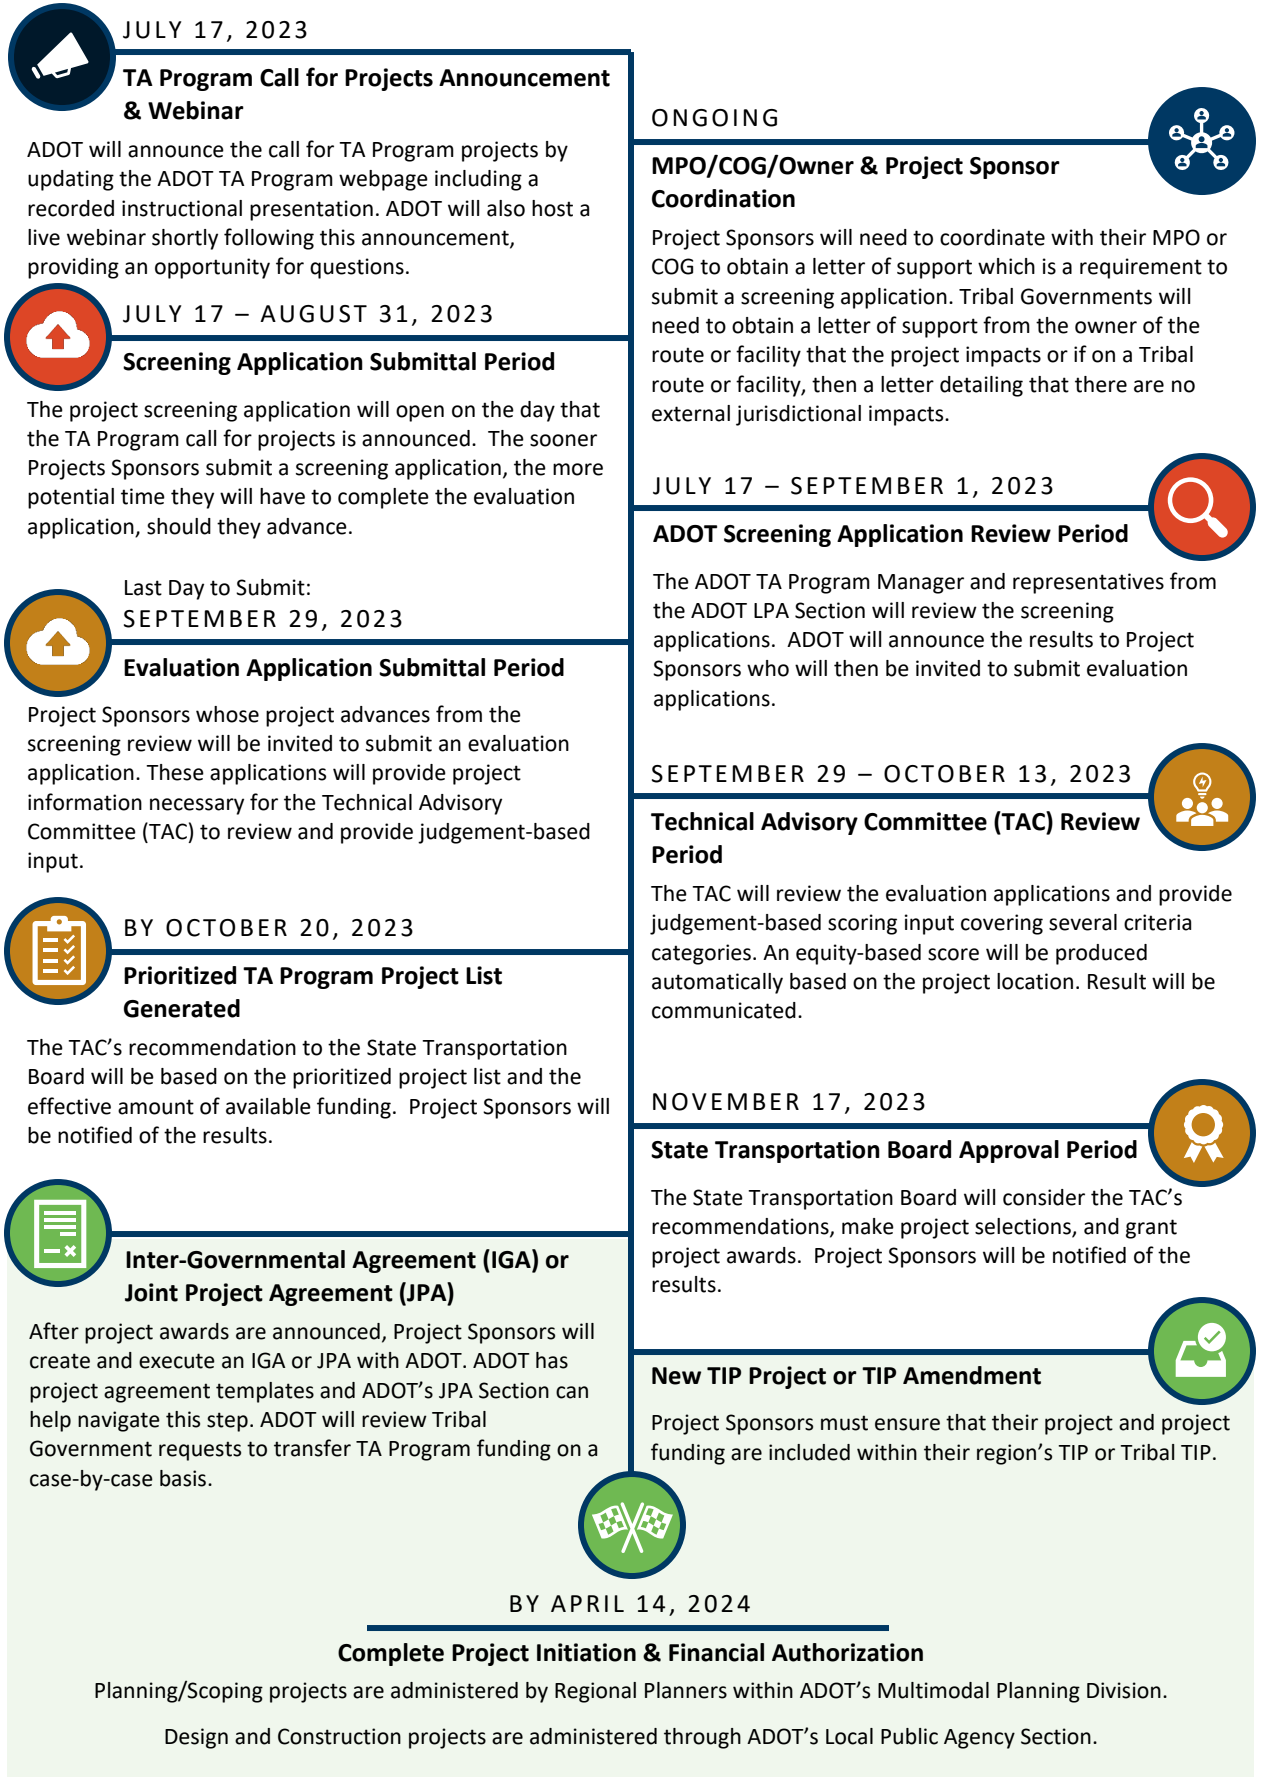 JULY 17, 2023
TA Program Call for Projects Announcement
& Webinar
ADOT will announce the call for TA Program projects by
updating the ADOT TA Program webpage including a
recorded instructional presentation. ADOT will also host a
live webinar shortly following this announcement,
providing an opportunity for questions.
ONGOING
MPO/COG/Owner & Project Sponsor
Coordination
Project Sponsors will need to coordinate with their MPO or
COG to obtain a letter of support which is a requirement to
submit a screening application. Tribal Governments will
need to obtain a letter of support from the owner of the
route or facility that the project impacts or if on a Tribal
route or facility, then a letter detailing that there are no
external jurisdictional impacts.
JULY 17 – AUGUST 31, 2023
Screening Application Submittal Period
The project screening application will open on the day that
the TA Program call for projects is announced.  The sooner
Projects Sponsors submit a screening application, the more
potential time they will have to complete the evaluation
application, should they advance.
JULY 17 – SEPTEMBER 1, 2023
ADOT Screening Application Review Period
The ADOT TA Program Manager and representatives from
the ADOT LPA Section will review the screening
applications.  ADOT will announce the results to Project
Sponsors who will then be invited to submit evaluation
applications.
Last Day to Submit:
SEPTEMBER 29, 2023
Evaluation Application Submittal Period
Project Sponsors whose project advances from the
screening review will be invited to submit an evaluation
application. These applications will provide project
information necessary for the Technical Advisory
Committee (TAC) to review and provide judgement-based
input.
SEPTEMBER 29 – OCTOBER 13, 2023
Technical Advisory Committee (TAC) Review
Period
The TAC will review the evaluation applications and provide
judgement-based scoring input covering several criteria
categories. An equity-based score will be produced
automatically based on the project location. Result will be
communicated.
BY OCTOBER 20, 2023
Prioritized TA Program Project List
Generated
The TAC’s recommendation to the State Transportation
Board will be based on the prioritized project list and the
effective amount of available funding.  Project Sponsors will
be notified of the results.
NOVEMBER 17, 2023
State Transportation Board Approval Period
The State Transportation Board will consider the TAC’s
recommendations, make project selections, and grant
project awards.  Project Sponsors will be notified of the
results.
Inter-Governmental Agreement (IGA) or
Joint Project Agreement (JPA)
After project awards are announced, Project Sponsors will
create and execute an IGA or JPA with ADOT. ADOT has
project agreement templates and ADOT’s JPA Section can
help navigate this step. ADOT will review Tribal
Government requests to transfer TA Program funding on a
case-by-case basis.
New TIP Project or TIP Amendment
Project Sponsors must ensure that their project and project
funding are included within their region’s TIP or Tribal TIP.
BY APRIL 14, 2024
Complete Project Initiation & Financial Authorization
Planning/Scoping projects are administered by Regional Planners within ADOT’s Multimodal Planning Division.
Design and Construction projects are administered through ADOT’s Local Public Agency Section.